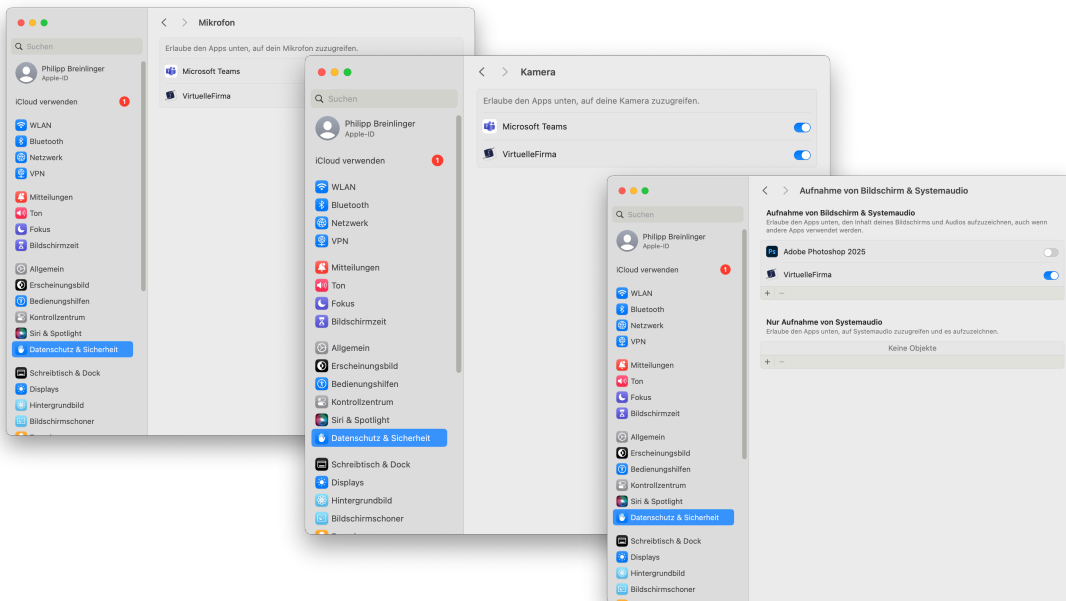 Mikrofon
Suchen
Philipp Breinlinger
Apple-ID
iCloud verwenden
1
WLAN
Bluetooth
Netzwerk
VPN
Mitteilungen
Ton
Fokus
Bildschirmzeit
Allgemein
Erscheinungsbild
Bedienungshilfen
Kontrollzentrum
Siri & Spotlight
Datenschutz & Sicherheit
Schreibtisch & Dock
Displays
Hintergrundbild
Bildschirmschoner
Erlaube den Apps unten, auf dein Mikrofon zuzugreifen.
Microsoft Teams
VirtuelleFirma
Kamera
Suchen
Philipp Breinlinger
Apple-ID
iCloud verwenden
1
WLAN
Bluetooth
Netzwerk
VPN
Mitteilungen
Ton
Fokus
Bildschirmzeit
Allgemein
Erscheinungsbild
Bedienungshilfen
Kontrollzentrum
Siri & Spotlight
Datenschutz & Sicherheit
Schreibtisch & Dock
Displays
Hintergrundbild
Bildschirmschoner
Erlaube den Apps unten, auf deine Kamera zuzugreifen.
Microsoft Teams
VirtuelleFirma
Aufnahme von Bildschirm & Systemaudio
Suchen
Philipp Breinlinger
Apple-ID
iCloud verwenden
1
WLAN
Bluetooth
Netzwerk
VPN
Mitteilungen
Ton
Fokus
Bildschirmzeit
Allgemein
Erscheinungsbild
Bedienungshilfen
Kontrollzentrum
Siri & Spotlight
Datenschutz & Sicherheit
Schreibtisch & Dock
Displays
Hintergrundbild
Bildschirmschoner
Aufnahme von Bildschirm & Systemaudio
Erlaube den Apps unten, den Inhalt deines Bildschirms und Audios aufzuzeichnen, auch wenn
andere Apps verwendet werden.
Ps Adobe Photoshop 2025
VirtuelleFirma
+ −
Nur Aufnahme von Systemaudio
Erlaube den Apps unten, auf Systemaudio zuzugreifen und es aufzuzeichnen.
Keine Objekte
+ −